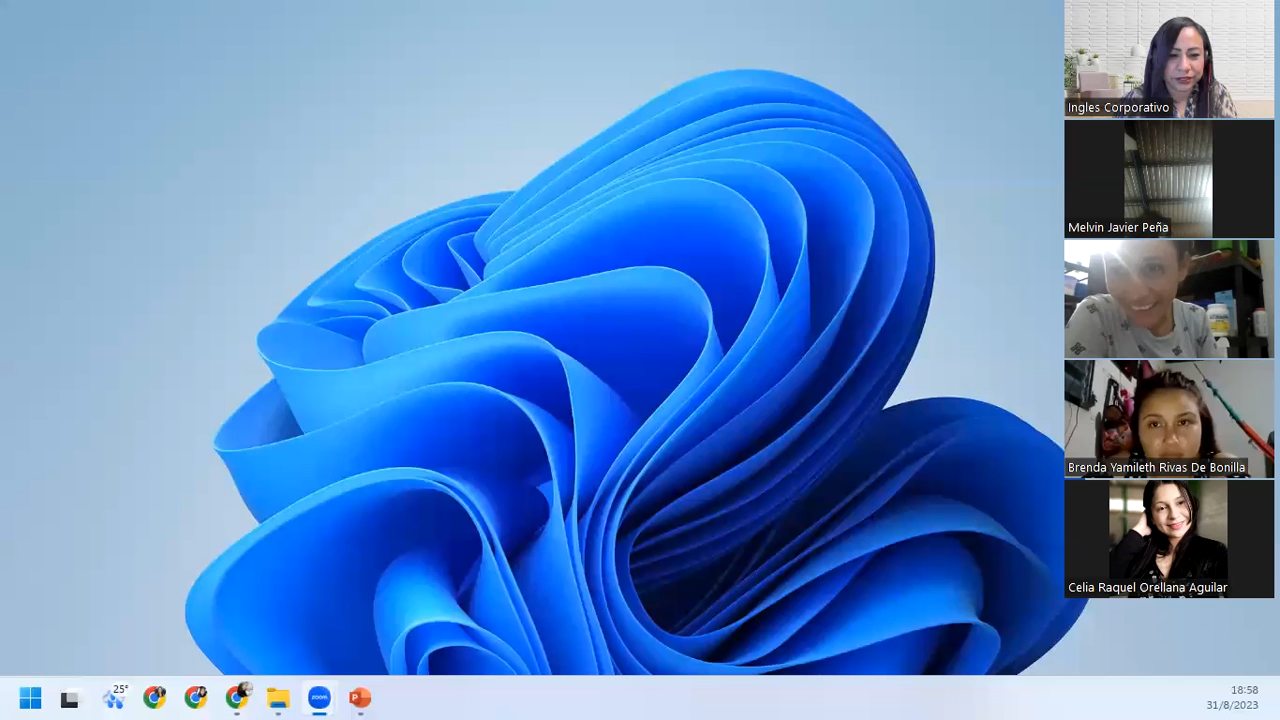 Ingles Corporativo
Melvin Javier Peña
Brenda Yamileth Rivas De Bonilla
Celia Raquel Orellana Aguilar
25°
zoom
P
18:58
31/8/2023